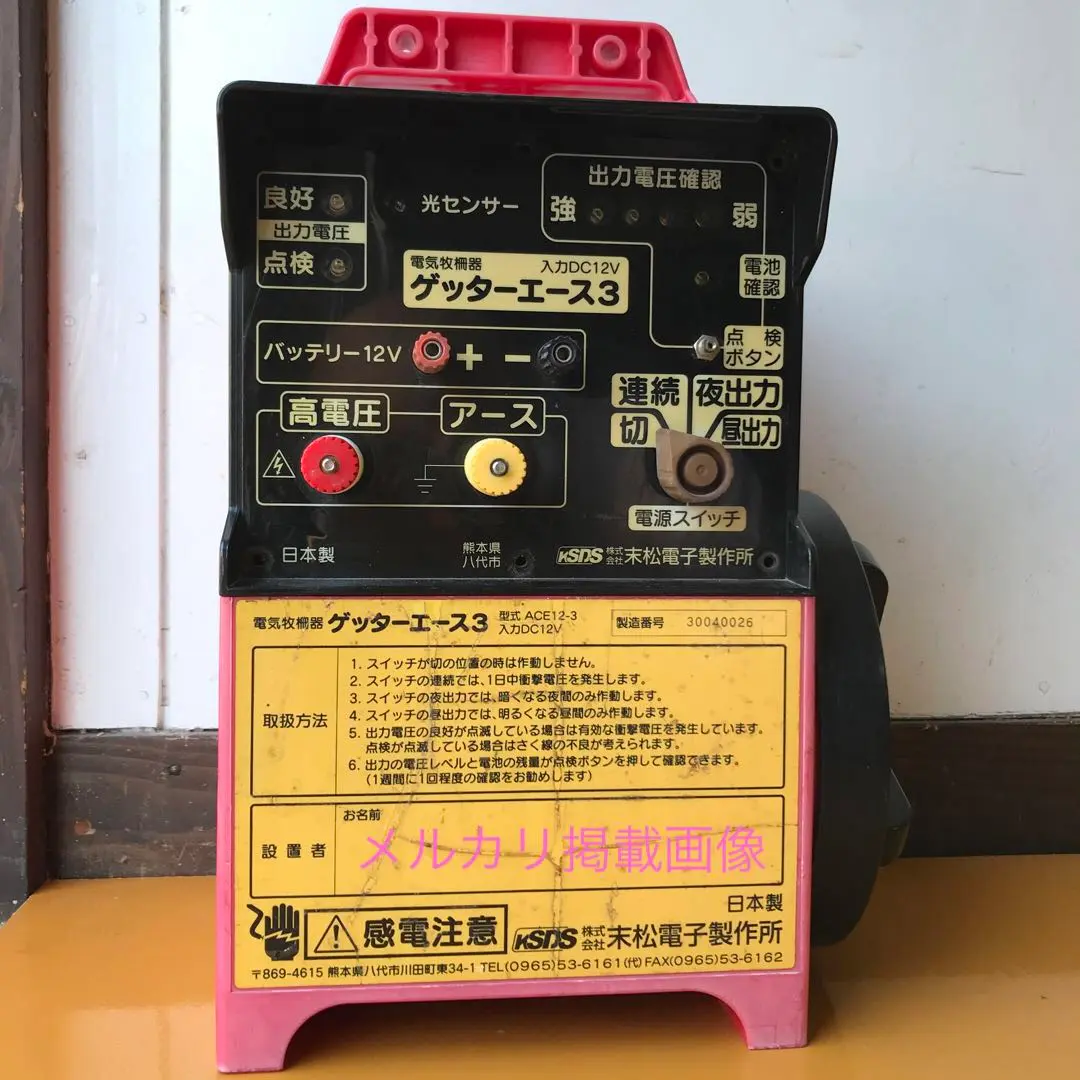 出力電圧確認
強 弱
良好
出力電圧
点検
光センサー
電池
確認
電気牧柵器 入力DC12V
ゲッターエース3
点検
ボタン
バッテリー12V + −
連続 夜出力
切 昼出力
高電圧 アース
電源スイッチ
日本製
熊本県
八代市
KSDS 株式会社 末松電子製作所
電気牧柵器 ゲッターエース3 型式 ACE12-3
入力DC12V
製造番号 30040026
取扱方法
1. スイッチが切の位置の時は作動しません。
2. スイッチの連続では、1日中衝撃電圧を発生します。
3. スイッチの夜出力では、暗くなる夜間のみ作動します。
4. スイッチの昼出力では、明るくなる昼間のみ作動します。
5. 出力電圧の良好が点滅している場合は有効な衝撃電圧を発生しています。
点検が点滅している場合はさく線の不良が考えられます。
6. 出力の電圧レベルと電池の残量が点検ボタンを押して確認できます。
(1週間に1回程度の確認をお勧めします)
設置者
お名前
メルカリ掲載画像
日本製
感電注意 KSDS 株式会社 末松電子製作所
〒869-4615 熊本県八代市川田町東34-1 TEL(0965)53-6161(代) FAX(0965)53-6162